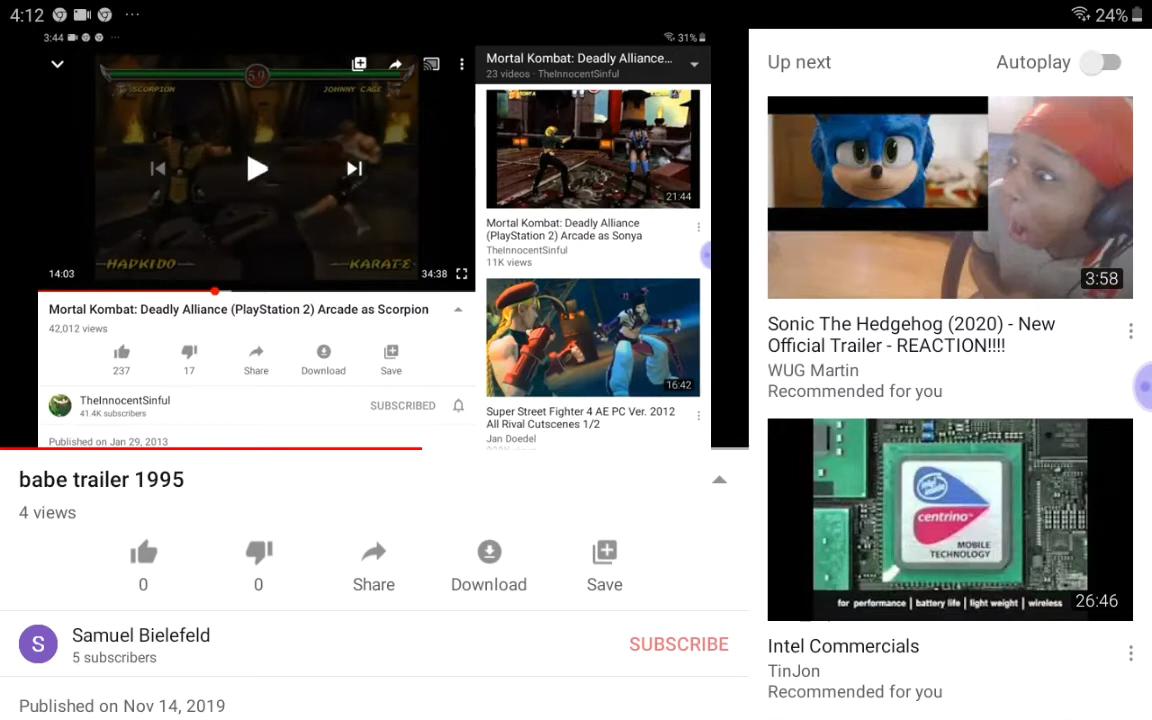 4:12
24%
3:44
31%
SCORPION
59
JOHNNY CAGE
HAPKIDO
KARATE
14:03
34:38
Mortal Kombat: Deadly Alliance (PlayStation 2) Arcade as Scorpion
42,012 views
237
17
Share
Download
Save
TheInnocentSinful
41.4K subscribers
SUBSCRIBED
Published on Jan 29, 2013
Mortal Kombat: Deadly Alliance...
23 videos · TheInnocentSinful
21:44
Mortal Kombat: Deadly Alliance
(PlayStation 2) Arcade as Sonya
TheInnocentSinful
11K views
16:42
Super Street Fighter 4 AE PC Ver. 2012
All Rival Cutscenes 1/2
Jan Doedel
babe trailer 1995
4 views
0
0
Share
Download
Save
S
Samuel Bielefeld
5 subscribers
SUBSCRIBE
Published on Nov 14, 2019
Up next
Autoplay
3:58
Sonic The Hedgehog (2020) - New
Official Trailer - REACTION!!!!
WUG Martin
Recommended for you
intel
inside
centrino™
MOBILE
TECHNOLOGY
for performance | battery life | light weight | wireless
26:46
Intel Commercials
TinJon
Recommended for you